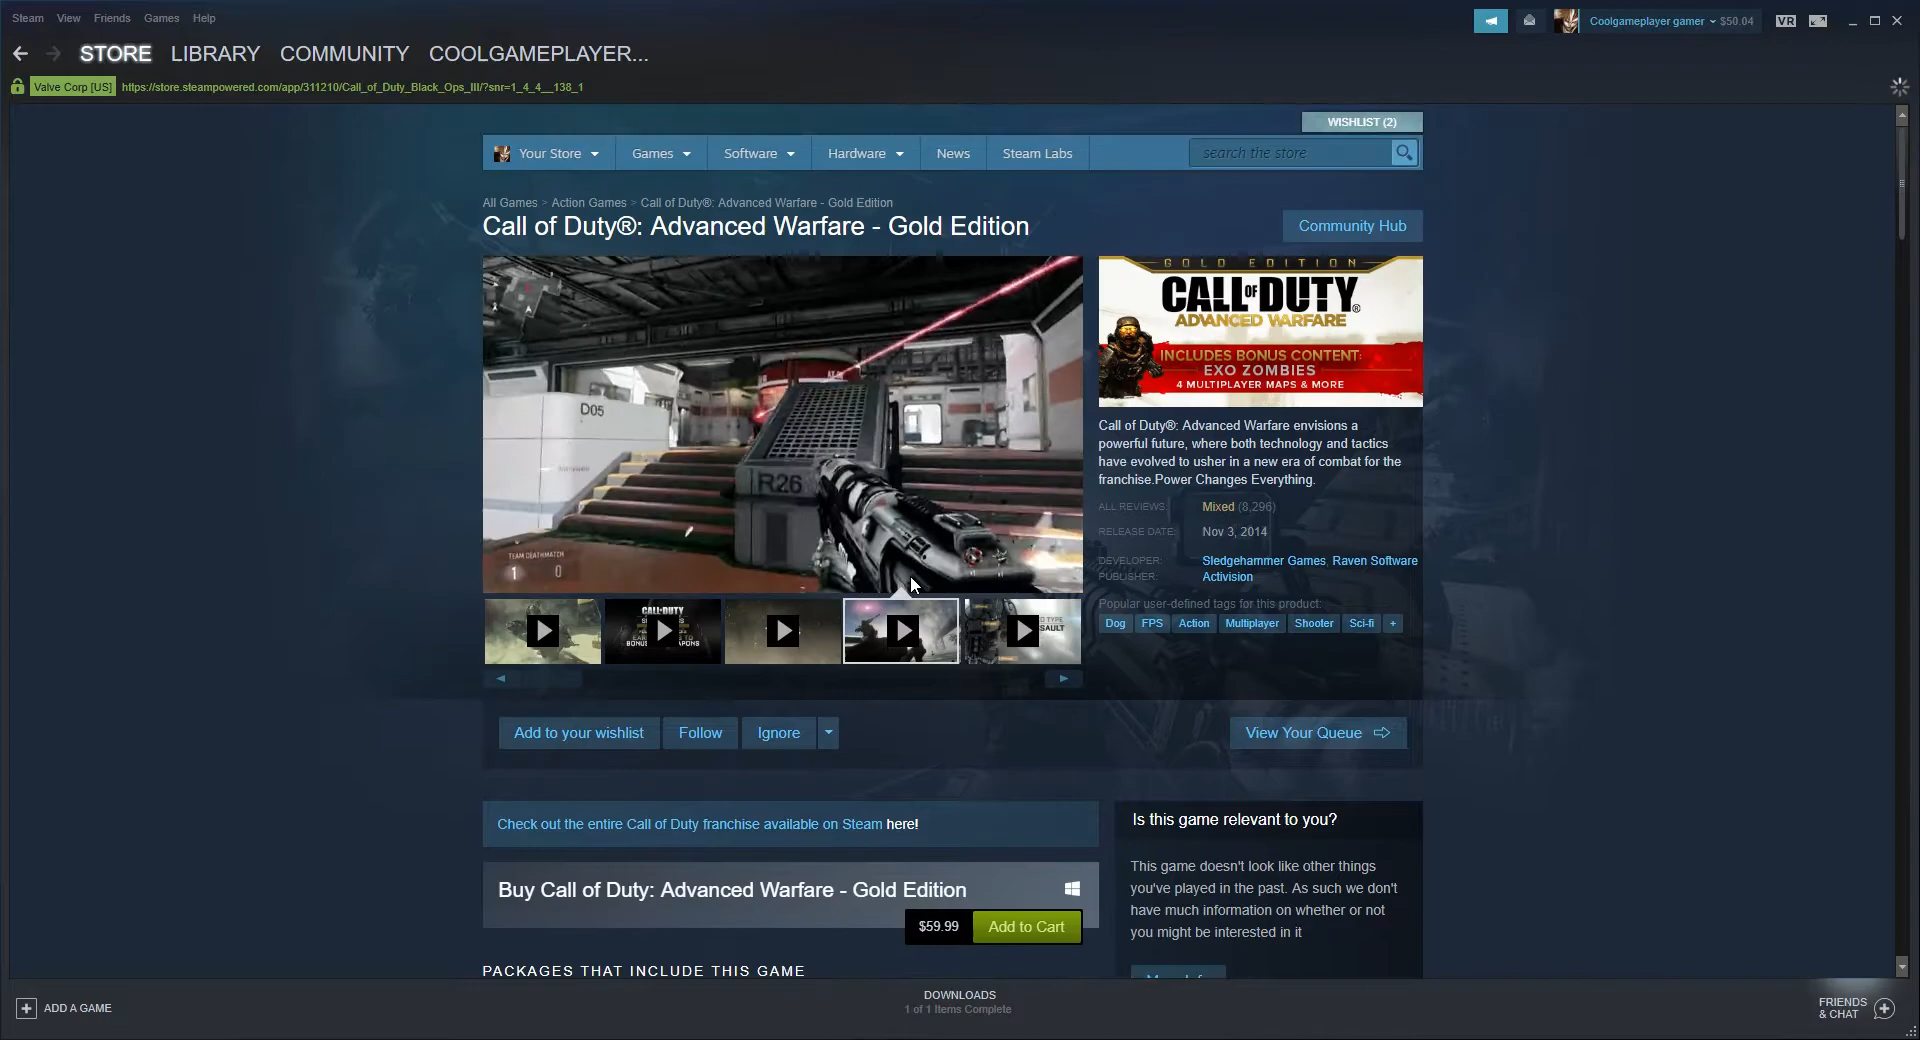 Steam View Friends Games Help
Coolgameplayer gamer $50.04 VR
STORE LIBRARY COMMUNITY COOLGAMEPLAYER...
Valve Corp [US] https://store.steampowered.com/app/311210/Call_of_Duty_Black_Ops_III/?snr=1_4_4__138_1
WISHLIST (2)
Your Store Games Software Hardware News Steam Labs search the store
All Games > Action Games > Call of Duty®: Advanced Warfare - Gold Edition
Call of Duty®: Advanced Warfare - Gold Edition
Community Hub
GOLD EDITION
CALL OF DUTY®
ADVANCED WARFARE
INCLUDES BONUS CONTENT:
EXO ZOMBIES
4 MULTIPLAYER MAPS & MORE
D05
R26
TEAM DEATHMATCH
1 0
Call of Duty®: Advanced Warfare envisions a
powerful future, where both technology and tactics
have evolved to usher in a new era of combat for the
franchise.Power Changes Everything.
ALL REVIEWS: Mixed (8,296)
RELEASE DATE: Nov 3, 2014
DEVELOPER: Sledgehammer Games, Raven Software
PUBLISHER: Activision
Popular user-defined tags for this product:
Dog FPS Action Multiplayer Shooter Sci-fi +
CALL OF DUTY
Add to your wishlist Follow Ignore View Your Queue
Check out the entire Call of Duty franchise available on Steam here!
Buy Call of Duty: Advanced Warfare - Gold Edition
$59.99 Add to Cart
PACKAGES THAT INCLUDE THIS GAME
Is this game relevant to you?
This game doesn't look like other things
you've played in the past. As such we don't
have much information on whether or not
you might be interested in it
+ ADD A GAME
DOWNLOADS
1 of 1 Items Complete
FRIENDS
& CHAT